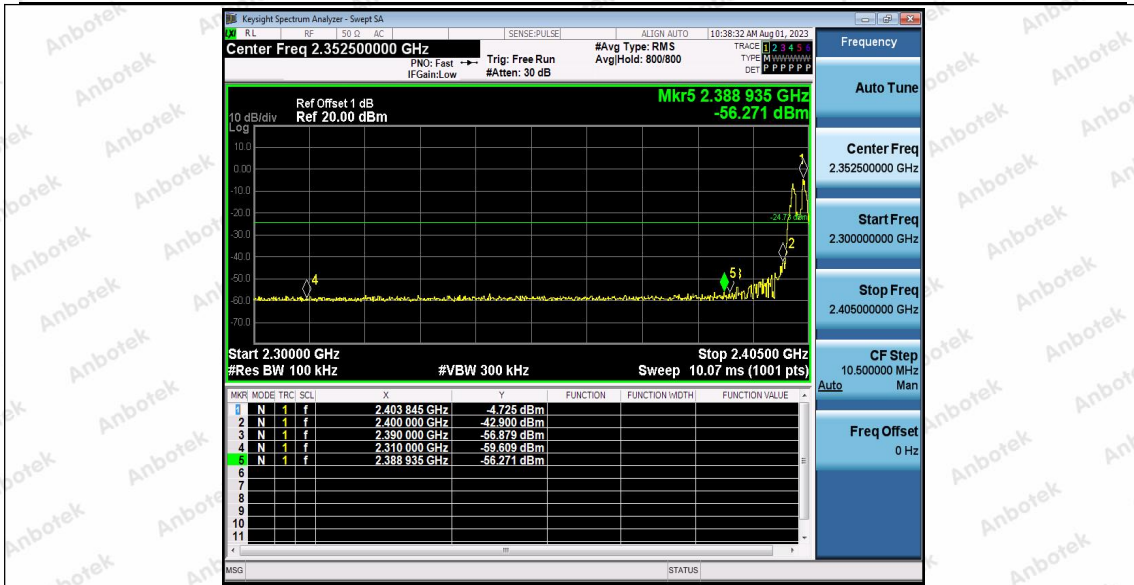 Keysight Spectrum Analyzer - Swept SA
LXI RL RF 50 Ω AC SENSE:PULSE ALIGN AUTO 10:38:32 AM Aug 01, 2023
Center Freq 2.352500000 GHz
PNO: Fast
IFGain:Low
Trig: Free Run
#Atten: 30 dB
#Avg Type: RMS
Avg|Hold: 800/800
TRACE 1 2 3 4 5 6
TYPE M W W W W W
DET P P P P P P
Mkr5 2.388 935 GHz
-56.271 dBm
Ref Offset 1 dB
10 dB/div Ref 20.00 dBm
Log
10.0
0.00
-10.0
-20.0
-30.0
-40.0
-50.0
-60.0
-70.0
1
-24.73 dBm
2
4
5
Start 2.30000 GHz Stop 2.40500 GHz
#Res BW 100 kHz #VBW 300 kHz Sweep 10.07 ms (1001 pts)
MKR MODE TRC SCL X Y FUNCTION FUNCTION WIDTH FUNCTION VALUE
1 N 1 f 2.403 845 GHz -4.725 dBm
2 N 1 f 2.400 000 GHz -42.900 dBm
3 N 1 f 2.390 000 GHz -56.879 dBm
4 N 1 f 2.310 000 GHz -59.609 dBm
5 N 1 f 2.388 935 GHz -56.271 dBm
6
7
8
9
10
11
MSG STATUS
Frequency
Auto Tune
Center Freq
2.352500000 GHz
Start Freq
2.300000000 GHz
Stop Freq
2.405000000 GHz
CF Step
10.500000 MHz
Auto Man
Freq Offset
0 Hz
Anbotek